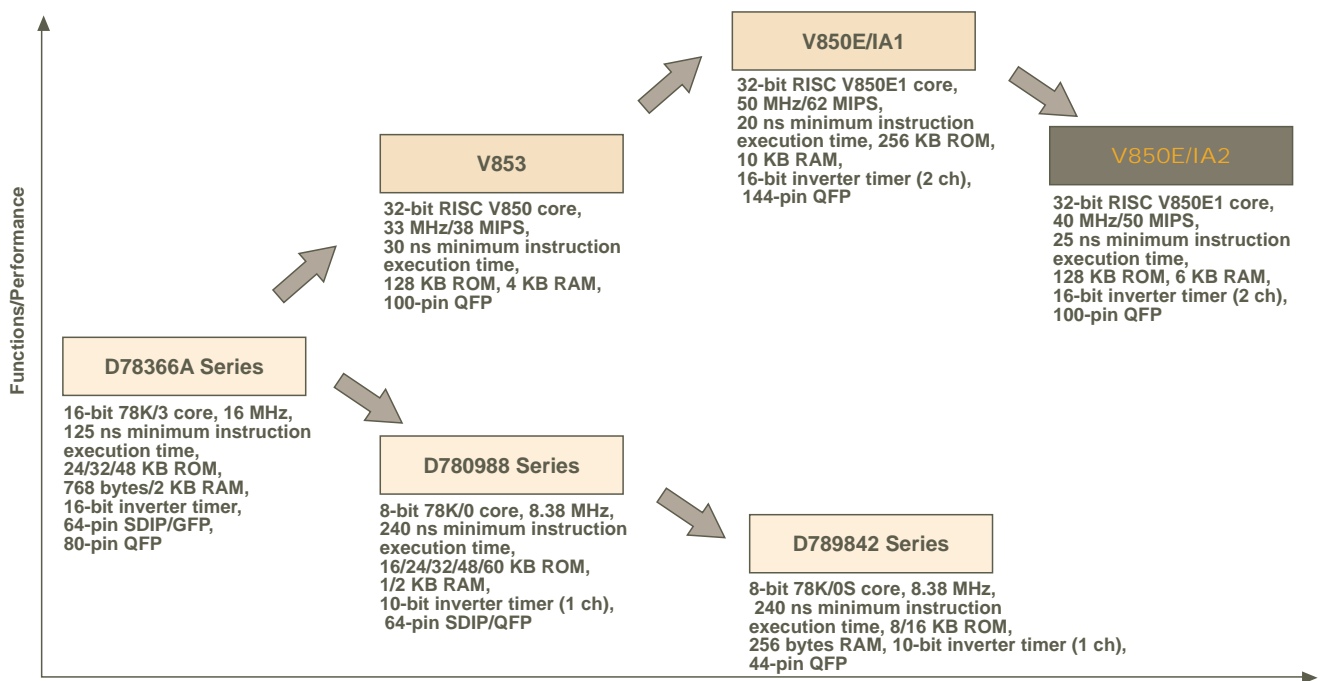 Functions/Performance
V850E/IA1
32-bit RISC V850E1 core,
50 MHz/62 MIPS,
20 ns minimum instruction
execution time, 256 KB ROM,
10 KB RAM,
16-bit inverter timer (2 ch),
144-pin QFP
V850E/IA2
32-bit RISC V850E1 core,
40 MHz/50 MIPS,
25 ns minimum instruction
execution time,
128 KB ROM, 6 KB RAM,
16-bit inverter timer (2 ch),
100-pin QFP
V853
32-bit RISC V850 core,
33 MHz/38 MIPS,
30 ns minimum instruction
execution time,
128 KB ROM, 4 KB RAM,
100-pin QFP
D78366A Series
16-bit 78K/3 core, 16 MHz,
125 ns minimum instruction
execution time,
24/32/48 KB ROM,
768 bytes/2 KB RAM,
16-bit inverter timer,
64-pin SDIP/GFP,
80-pin QFP
D780988 Series
8-bit 78K/0 core, 8.38 MHz,
240 ns minimum instruction
execution time,
16/24/32/48/60 KB ROM,
1/2 KB RAM,
10-bit inverter timer (1 ch),
64-pin SDIP/QFP
D789842 Series
8-bit 78K/0S core, 8.38 MHz,
240 ns minimum instruction
execution time, 8/16 KB ROM,
256 bytes RAM, 10-bit inverter timer (1 ch),
44-pin QFP